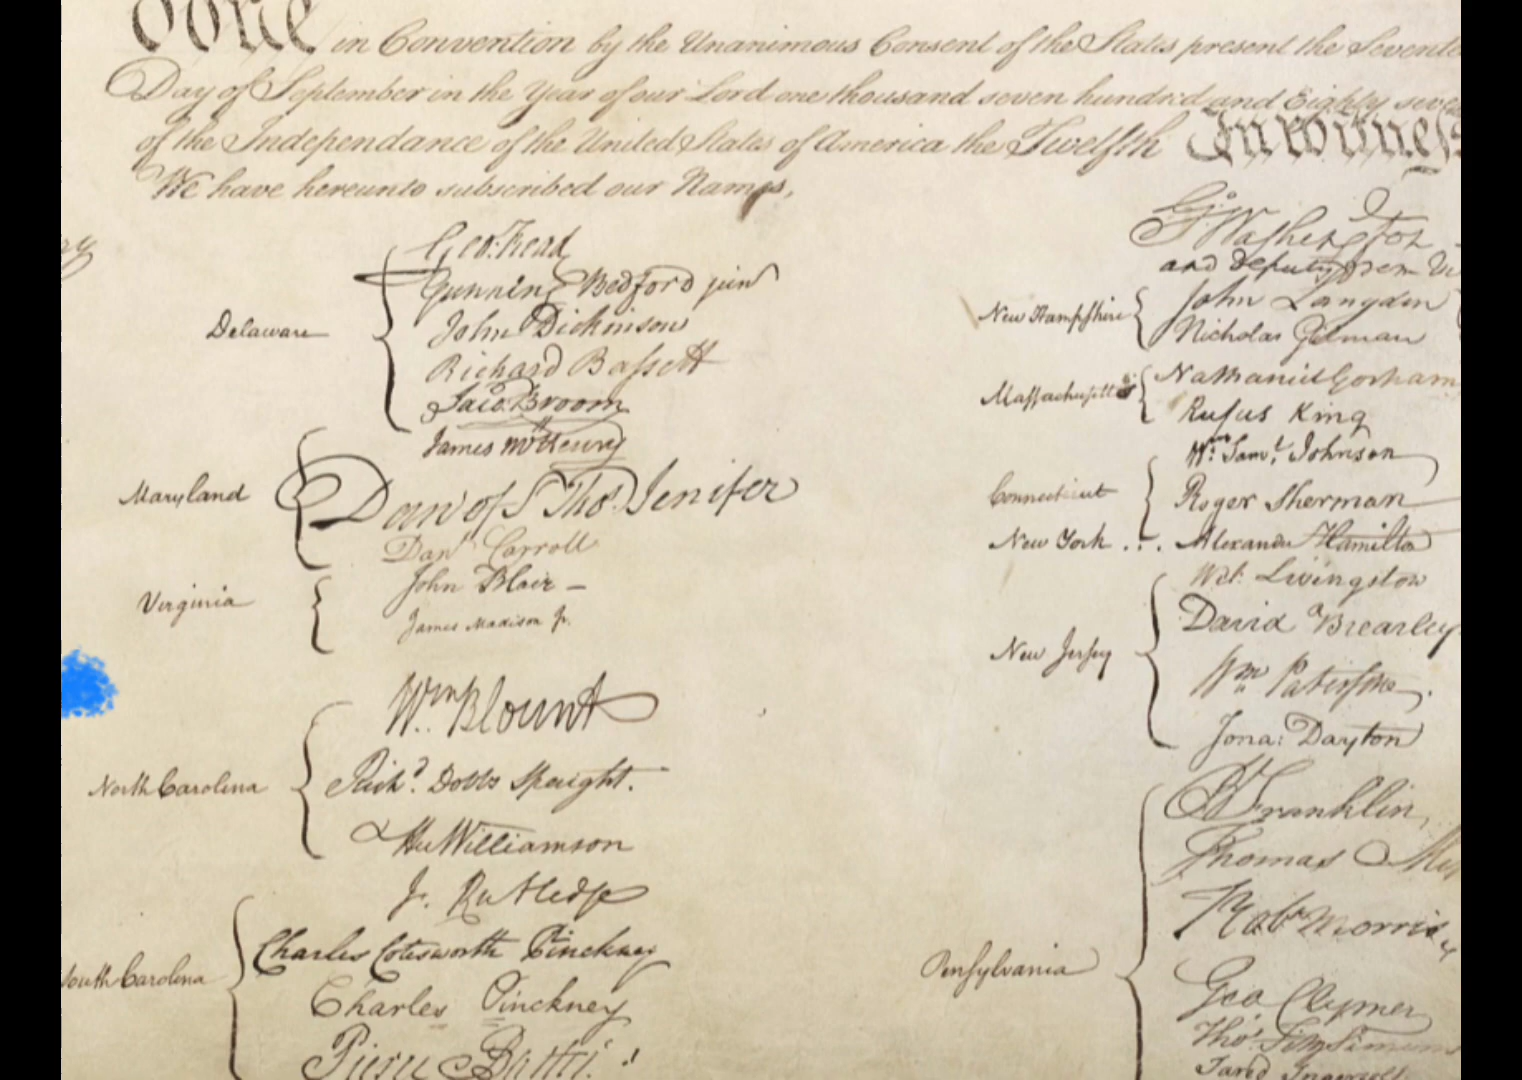 Done in Convention by the Unanimous Consent of the States present the
Day of September in the Year of our Lord one thousand seven hundred and Eighty
of the Independance of the United States of America the Twelfth In witness
We have hereunto subscribed our Names,
Delaware
Geo: Read
Gunning Bedford jun
John Dickinson
Richard Bassett
Jaco: Broom
Maryland
James McHenry
Dan of St Thos. Jenifer
Danl Carroll
Virginia
John Blair –
James Madison Jr.
North Carolina
Wm. Blount
Richd. Dobbs Spaight.
Hu Williamson
South Carolina
J. Rutledge
Charles Cotesworth Pinckney
Charles Pinckney
Pierce Butler.
Go. Washington
and deputy from
New Hampshire
John Langdon
Nicholas Gilman
Massachusetts
Nathaniel Gorham
Rufus King
Connecticut
Wm. Saml. Johnson
Roger Sherman
New York . . .
Alexander Hamilton
New Jersey
Wil: Livingston
David Brearley
Wm. Paterson.
Jona: Dayton
Pensylvania
B Franklin
Thomas
Robt Morris
Geo Clymer
Thos. FitzSimons
Jared Ingersoll